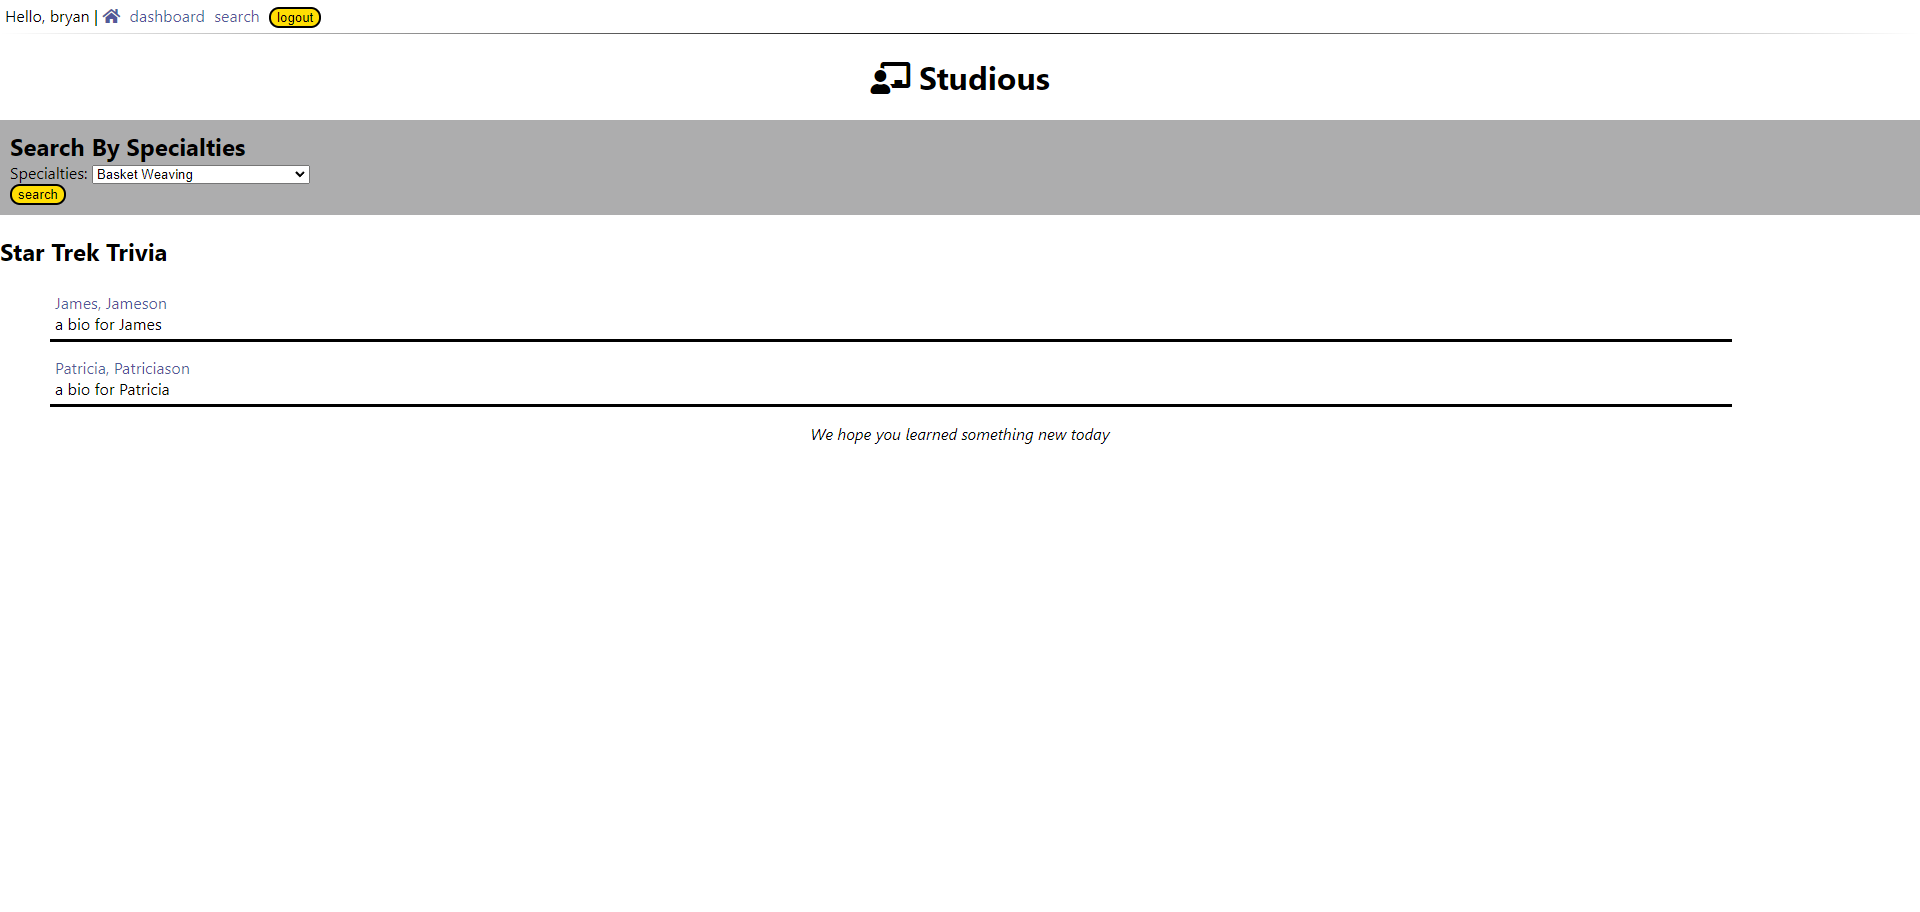 Hello, bryan | dashboard search logout
Studious
Search By Specialties
Specialties: Basket Weaving
search
Star Trek Trivia
James, Jameson
a bio for James
Patricia, Patriciason
a bio for Patricia
We hope you learned something new today